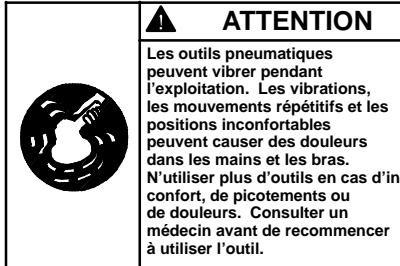 ATTENTION
Les outils pneumatiques
peuvent vibrer pendant
l'exploitation. Les vibrations,
les mouvements répétitifs et les
positions inconfortables
peuvent causer des douleurs
dans les mains et les bras.
N'utiliser plus d'outils en cas d'in
confort, de picotements ou
de douleurs. Consulter un
médecin avant de recommencer
à utiliser l'outil.